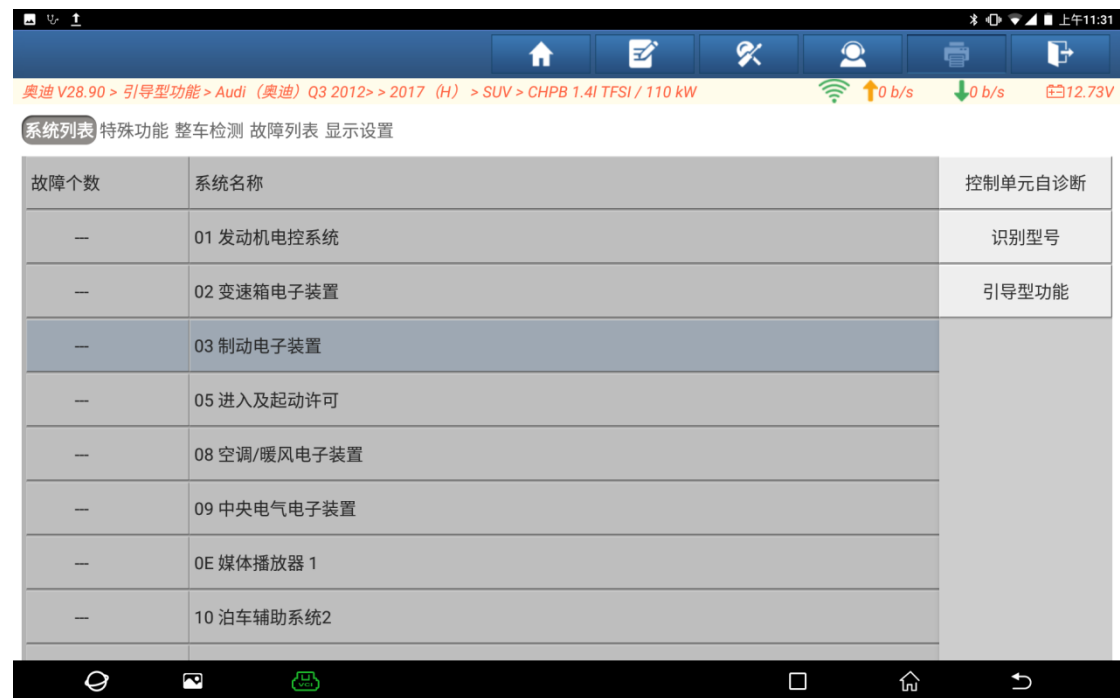 上午11:31
奥迪 V28.90 > 引导型功能 > Audi（奥迪）Q3 2012> > 2017（H） > SUV > CHPB 1.4l TFSI / 110 kW 0 b/s 0 b/s 12.73V
系统列表 特殊功能 整车检测 故障列表 显示设置
故障个数 系统名称 控制单元自诊断
--- 01 发动机电控系统 识别型号
--- 02 变速箱电子装置 引导型功能
--- 03 制动电子装置
--- 05 进入及起动许可
--- 08 空调/暖风电子装置
--- 09 中央电气电子装置
--- 0E 媒体播放器 1
--- 10 泊车辅助系统2
VCI